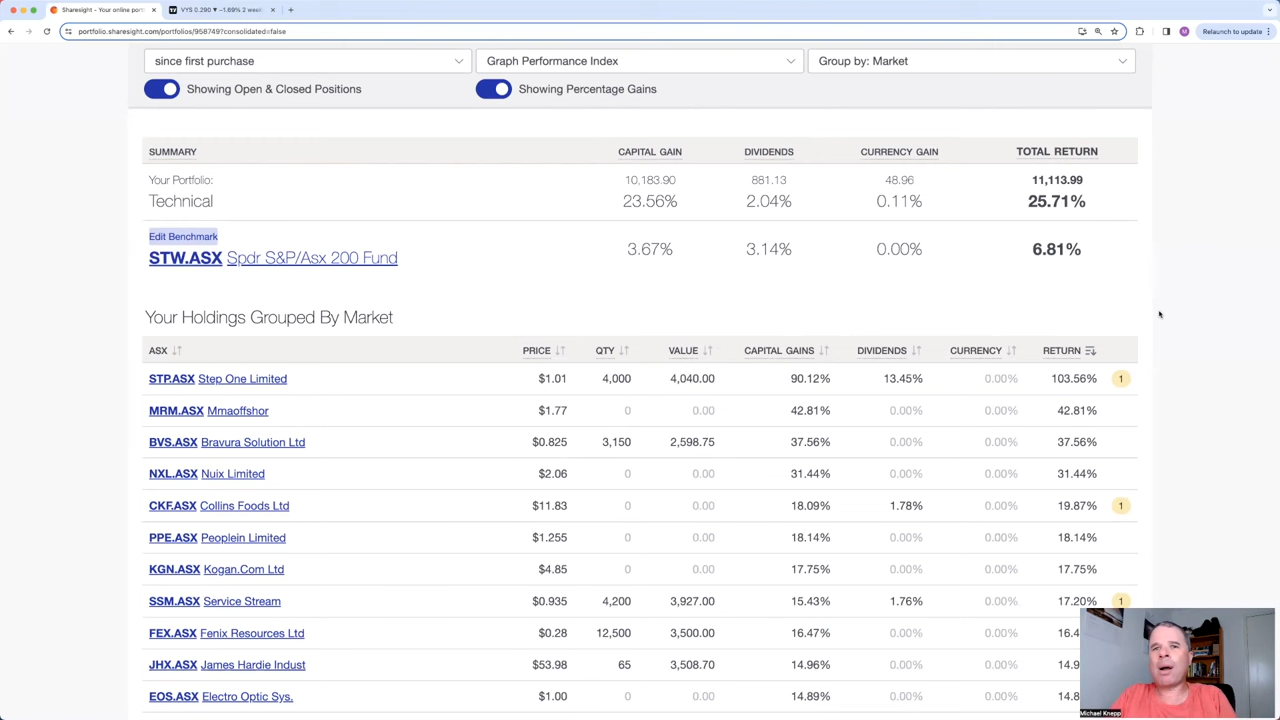 Sharesight - Your online port
VYS 0.290 ▼ −1.69% 2 week
portfolio.sharesight.com/portfolios/958749?consolidated=false
M
Relaunch to update
since first purchase
Graph Performance Index
Group by: Market
Showing Open & Closed Positions
Showing Percentage Gains
SUMMARY CAPITAL GAIN DIVIDENDS CURRENCY GAIN TOTAL RETURN
Your Portfolio: 10,183.90 881.13 48.96 11,113.99
Technical 23.56% 2.04% 0.11% 25.71%
Edit Benchmark
STW.ASX Spdr S&P/Asx 200 Fund 3.67% 3.14% 0.00% 6.81%
Your Holdings Grouped By Market
ASX PRICE QTY VALUE CAPITAL GAINS DIVIDENDS CURRENCY RETURN
STP.ASX Step One Limited $1.01 4,000 4,040.00 90.12% 13.45% 0.00% 103.56% 1
MRM.ASX Mmaoffshor $1.77 0 0.00 42.81% 0.00% 0.00% 42.81%
BVS.ASX Bravura Solution Ltd $0.825 3,150 2,598.75 37.56% 0.00% 0.00% 37.56%
NXL.ASX Nuix Limited $2.06 0 0.00 31.44% 0.00% 0.00% 31.44%
CKF.ASX Collins Foods Ltd $11.83 0 0.00 18.09% 1.78% 0.00% 19.87% 1
PPE.ASX Peoplein Limited $1.255 0 0.00 18.14% 0.00% 0.00% 18.14%
KGN.ASX Kogan.Com Ltd $4.85 0 0.00 17.75% 0.00% 0.00% 17.75%
SSM.ASX Service Stream $0.935 4,200 3,927.00 15.43% 1.76% 0.00% 17.20% 1
FEX.ASX Fenix Resources Ltd $0.28 12,500 3,500.00 16.47% 0.00% 0.00% 16.4
JHX.ASX James Hardie Indust $53.98 65 3,508.70 14.96% 0.00% 0.00% 14.9
EOS.ASX Electro Optic Sys. $1.00 0 0.00 14.89% 0.00% 0.00% 14.8
Michael Knepp